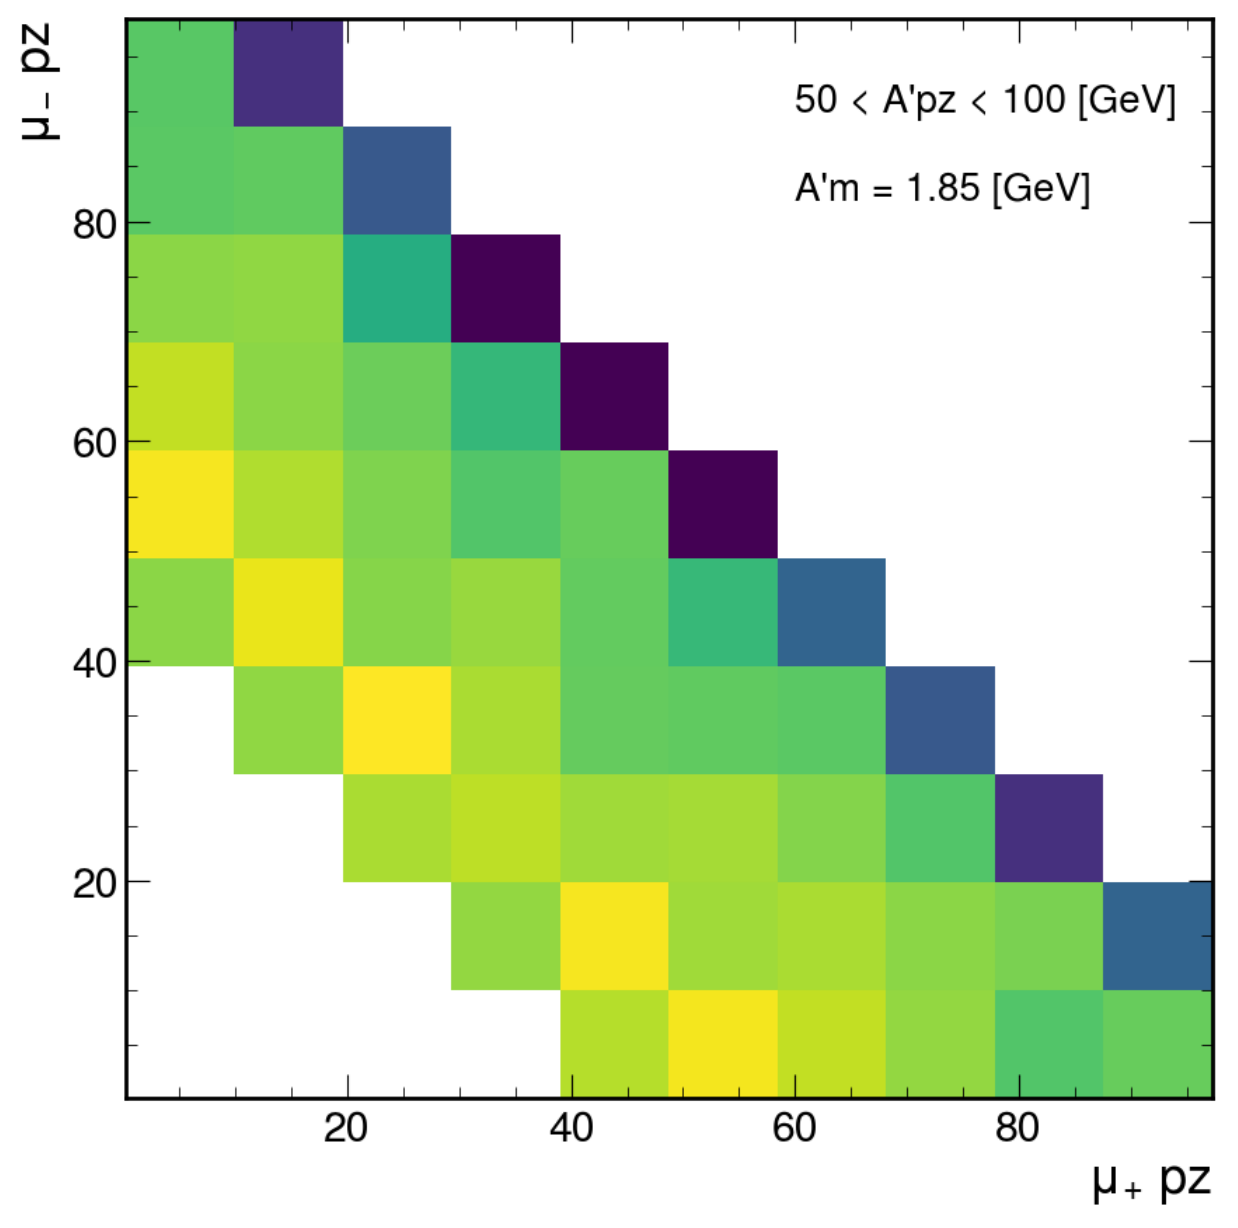 μ₋ pz
50 < A'pz < 100 [GeV]
A'm = 1.85 [GeV]
80
60
40
20
20 40 60 80
μ₊ pz